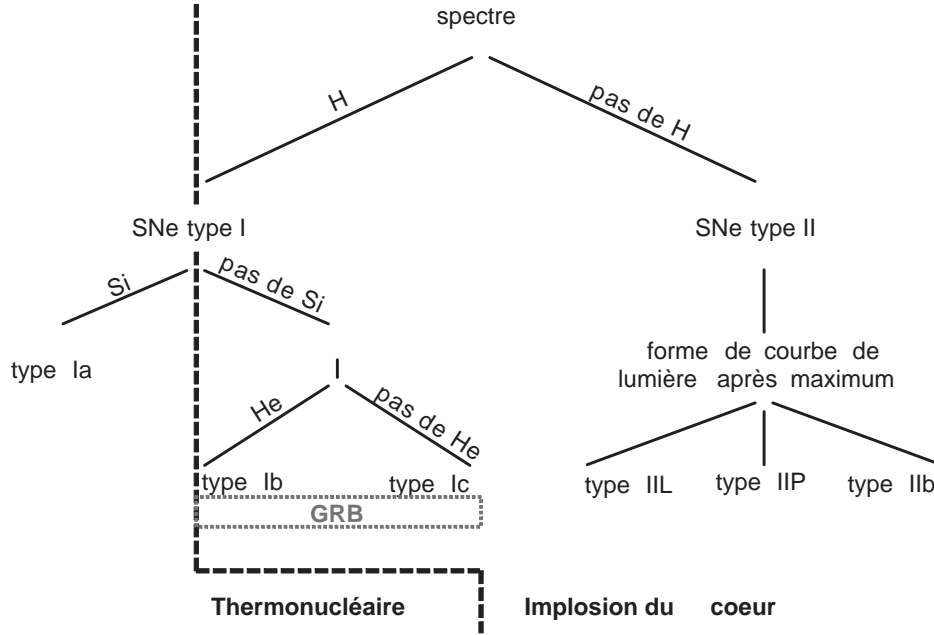 spectre
H
pas de H
SNe type I
SNe type II
Si
pas de Si
type Ia
I
forme de courbe de
lumière après maximum
He
pas de He
type Ib
type Ic
type IIL
type IIP
type IIb
GRB
Thermonucléaire
Implosion du coeur